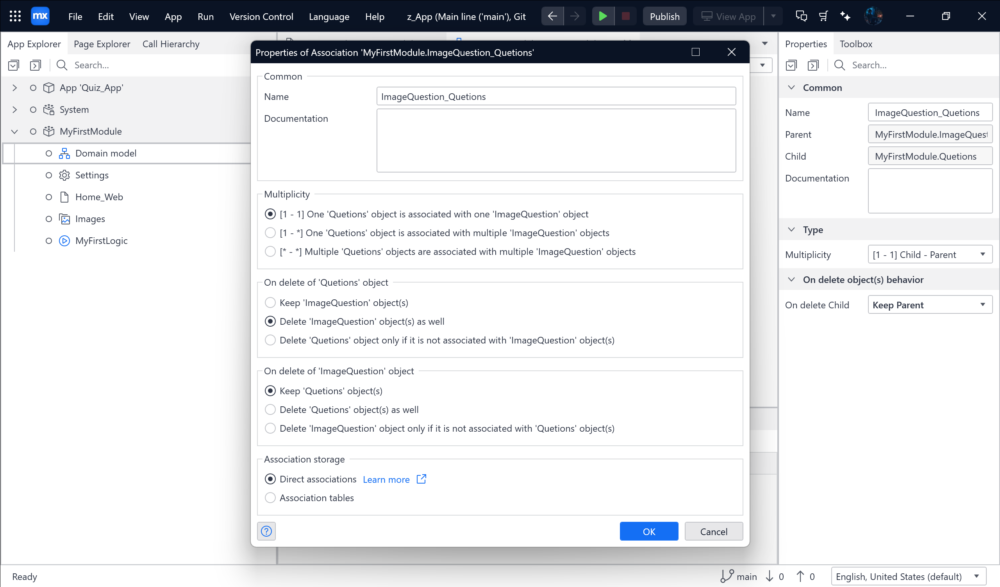 mx File Edit View App Run Version Control Language Help z_App (Main line ('main'), Git Publish View App
App Explorer Page Explorer Call Hierarchy
Search...
App 'Quiz_App'
System
MyFirstModule
Domain model
Settings
Home_Web
Images
MyFirstLogic
Properties of Association 'MyFirstModule.ImageQuestion_Quetions'
Common
Name ImageQuestion_Quetions
Documentation
Multiplicity
[1 - 1] One 'Quetions' object is associated with one 'ImageQuestion' object
[1 - *] One 'Quetions' object is associated with multiple 'ImageQuestion' objects
[* - *] Multiple 'Quetions' objects are associated with multiple 'ImageQuestion' objects
On delete of 'Quetions' object
Keep 'ImageQuestion' object(s)
Delete 'ImageQuestion' object(s) as well
Delete 'Quetions' object only if it is not associated with 'ImageQuestion' object(s)
On delete of 'ImageQuestion' object
Keep 'Quetions' object(s)
Delete 'Quetions' object(s) as well
Delete 'ImageQuestion' object only if it is not associated with 'Quetions' object(s)
Association storage
Direct associations Learn more
Association tables
? OK Cancel
Properties Toolbox
Search...
Common
Name ImageQuestion_Quetions
Parent MyFirstModule.ImageQuest
Child MyFirstModule.Quetions
Documentation
Type
Multiplicity [1 - 1] Child - Parent
On delete object(s) behavior
On delete Child Keep Parent
Ready main 0 0 English, United States (default)